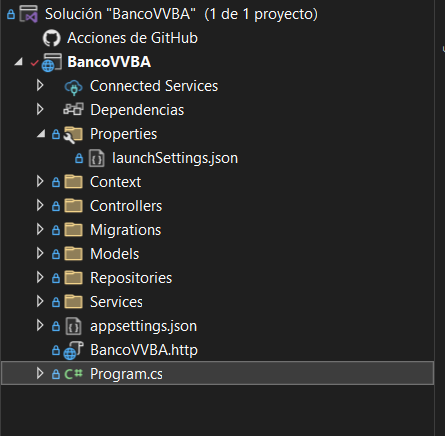 Solución "BancoVVBA" (1 de 1 proyecto)
Acciones de GitHub
BancoVVBA
Connected Services
Dependencias
Properties
launchSettings.json
Context
Controllers
Migrations
Models
Repositories
Services
appsettings.json
BancoVVBA.http
C# Program.cs